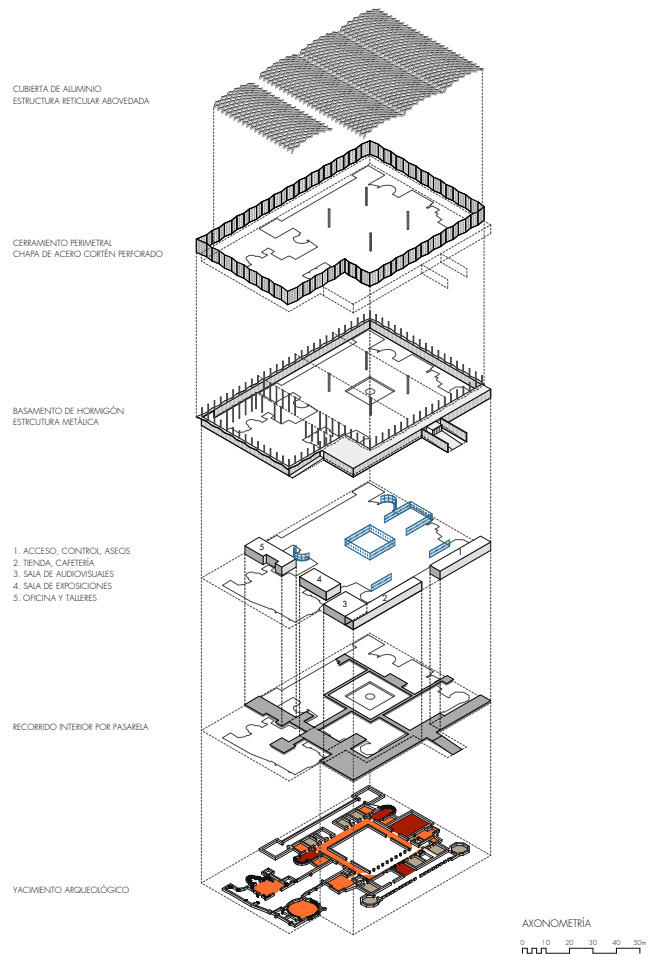 CUBIERTA DE ALUMINIO
ESTRUCTURA RETICULAR ABOVEDADA
CERRAMIENTO PERIMETRAL
CHAPA DE ACERO CORTÉN PERFORADO
BASAMENTO DE HORMIGÓN
ESTRCUTURA METÁLICA
1. ACCESO, CONTROL, ASEOS
2. TIENDA, CAFETERÍA
3. SALA DE AUDIOVISUALES
4. SALA DE EXPOSICIONES
5. OFICINA Y TALLERES
5
1
4
2
3
RECORRIDO INTERIOR POR PASARELA
YACIMIENTO ARQUEOLÓGICO
AXONOMETRÍA
0 10 20 30 40 50m